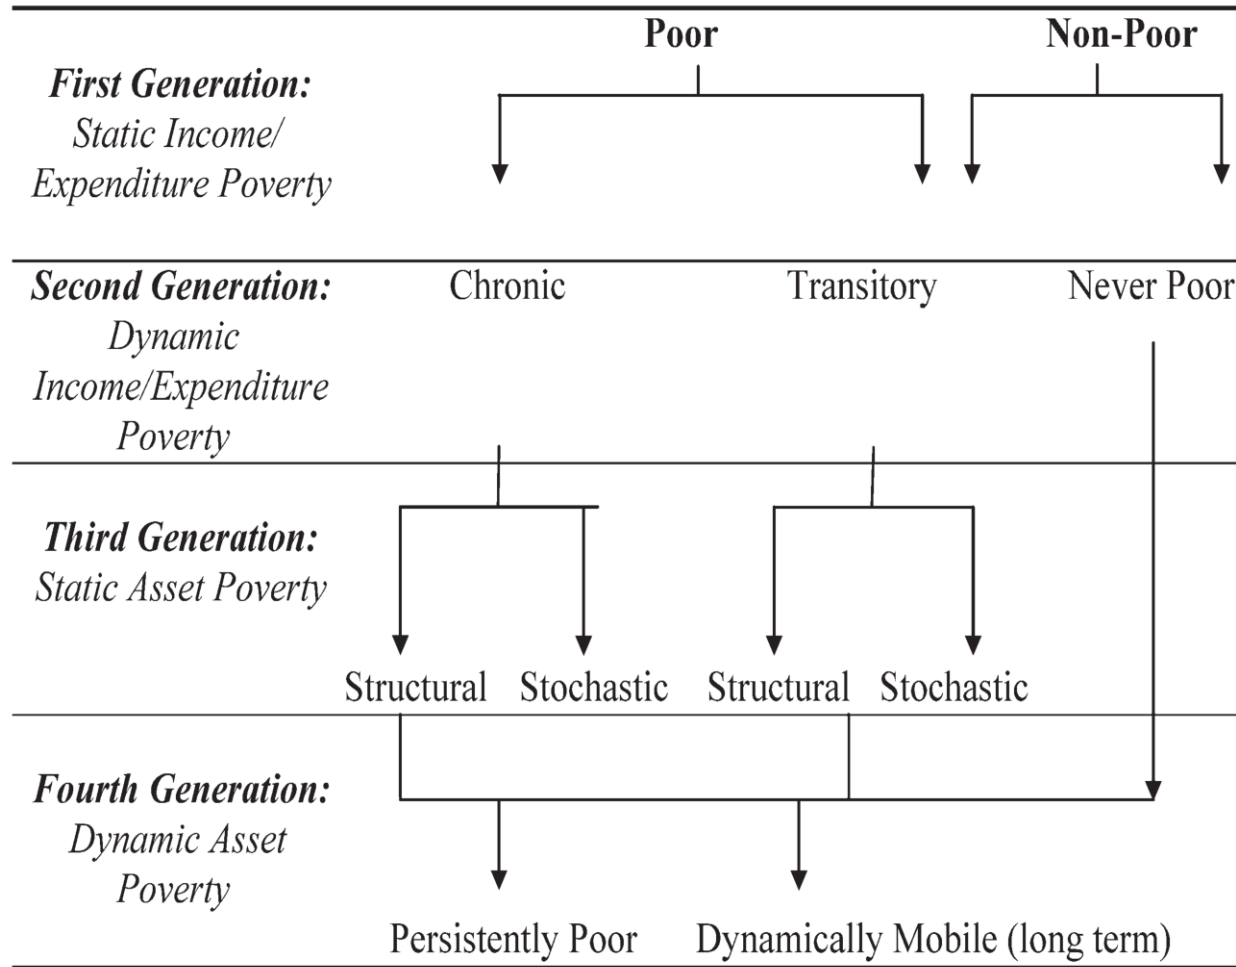 Poor Non-Poor
First Generation:
Static Income/
Expenditure Poverty
Second Generation: Chronic Transitory Never Poor
Dynamic
Income/Expenditure
Poverty
Third Generation:
Static Asset Poverty
Structural Stochastic Structural Stochastic
Fourth Generation:
Dynamic Asset
Poverty
Persistently Poor Dynamically Mobile (long term)